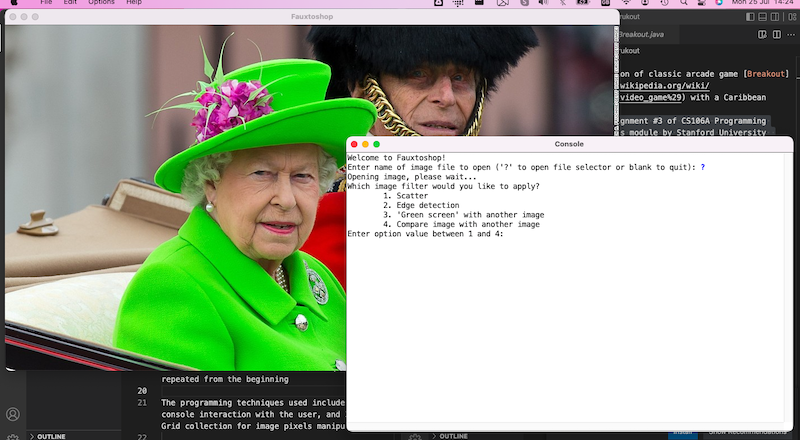 File Edit Options Help
Mon 25 Jul 14:24
Fauxtoshop
Breakout.java
on of classic arcade game [Breakout]
wikipedia.org/wiki/
video_game%29) with a Caribbean
gnment #3 of CS106A Programming
s module by Stanford University
Console
Welcome to Fauxtoshop!
Enter name of image file to open ('?' to open file selector or blank to quit): ?
Opening image, please wait...
Which image filter would you like to apply?
1. Scatter
2. Edge detection
3. 'Green screen' with another image
4. Compare image with another image
Enter option value between 1 and 4:
repeated from the beginning
20
21 The programming techniques used include
console interaction with the user, and
Grid collection for image pixels manipu
22
OUTLINE
OUTLINE
Install
Show Recommendations